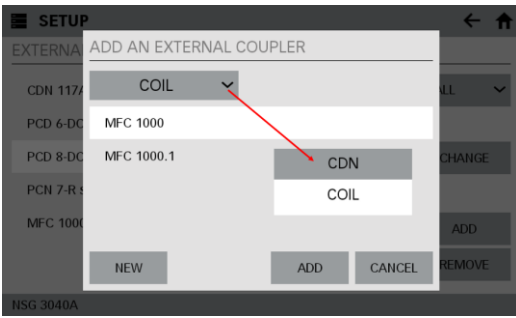 SETUP
EXTERNA
ADD AN EXTERNAL COUPLER
CDN 117/
COIL
ALL
PCD 6-DC
MFC 1000
PCD 8-DC
MFC 1000.1
CDN
CHANGE
PCN 7-R s
COIL
MFC 1000
ADD
NEW
ADD
CANCEL
REMOVE
NSG 3040A